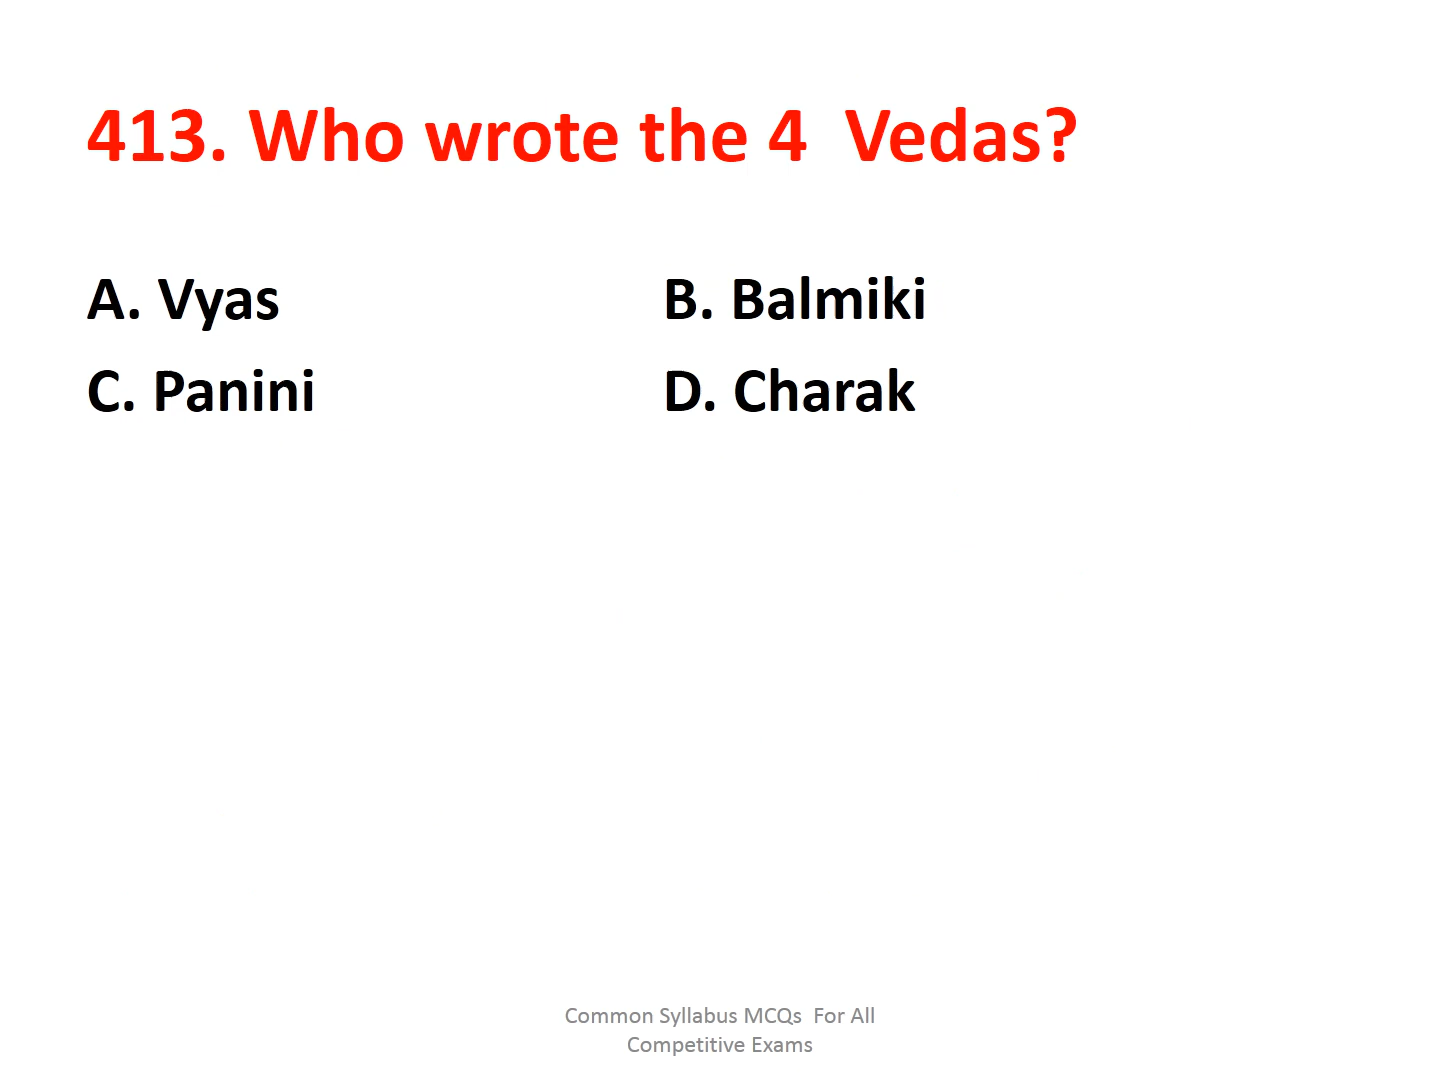 413. Who wrote the 4  Vedas?
A. Vyas B. Balmiki
C. Panini D. Charak
Common Syllabus MCQs  For All
Competitive Exams